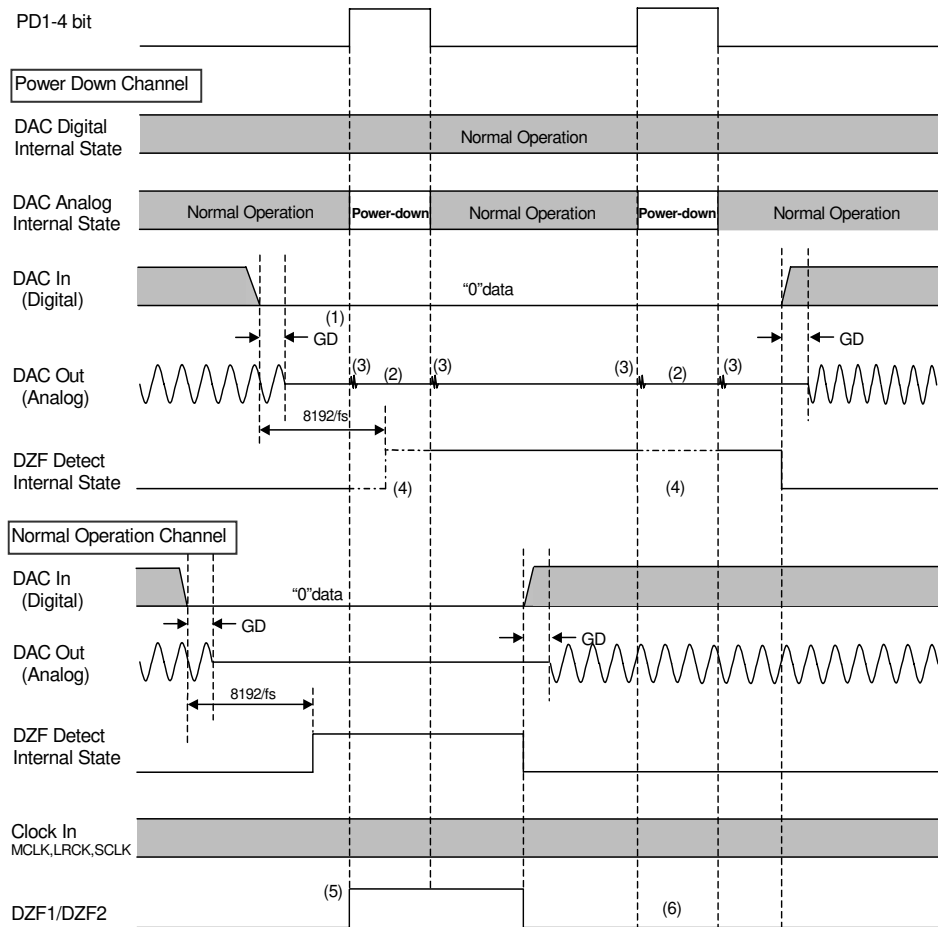 PD1-4 bit
Power Down Channel
DAC Digital
Internal State
Normal Operation
DAC Analog
Internal State
Normal Operation
Power-down
Normal Operation
Power-down
Normal Operation
DAC In
(Digital)
“0”data
(1)
GD
GD
DAC Out
(Analog)
(3)
(2)
(3)
(3)
(2)
(3)
8192/fs
DZF Detect
Internal State
(4)
(4)
Normal Operation Channel
DAC In
(Digital)
“0”data
GD
GD
DAC Out
(Analog)
8192/fs
DZF Detect
Internal State
Clock In
MCLK,LRCK,SCLK
(5)
DZF1/DZF2
(6)